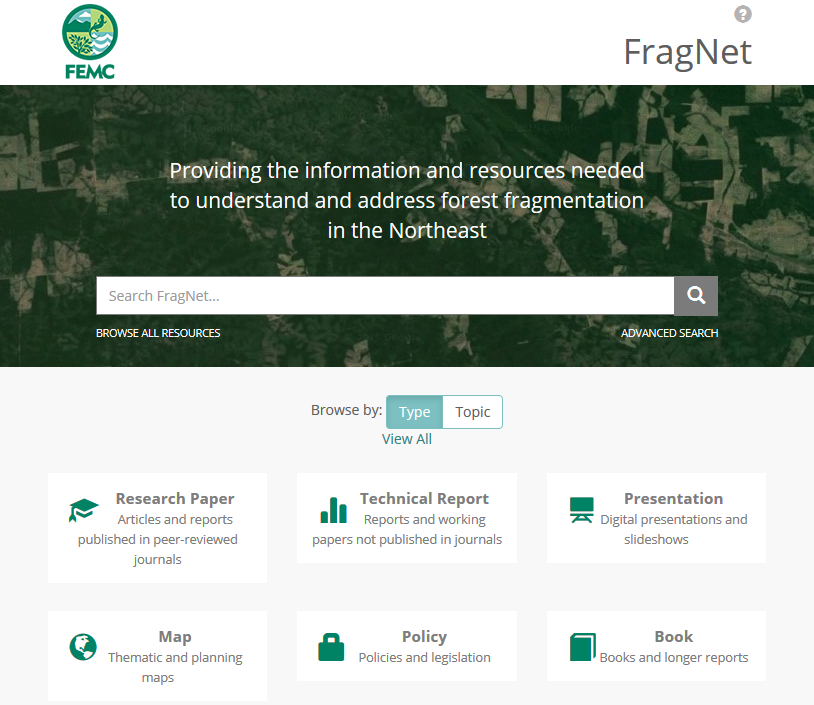 ?
FEMC
FragNet
Providing the information and resources needed
to understand and address forest fragmentation
in the Northeast
Search FragNet...
BROWSE ALL RESOURCES
ADVANCED SEARCH
Browse by: Type Topic
View All
Research Paper
Articles and reports
published in peer-reviewed
journals
Technical Report
Reports and working
papers not published in journals
Presentation
Digital presentations and
slideshows
Map
Thematic and planning
maps
Policy
Policies and legislation
Book
Books and longer reports